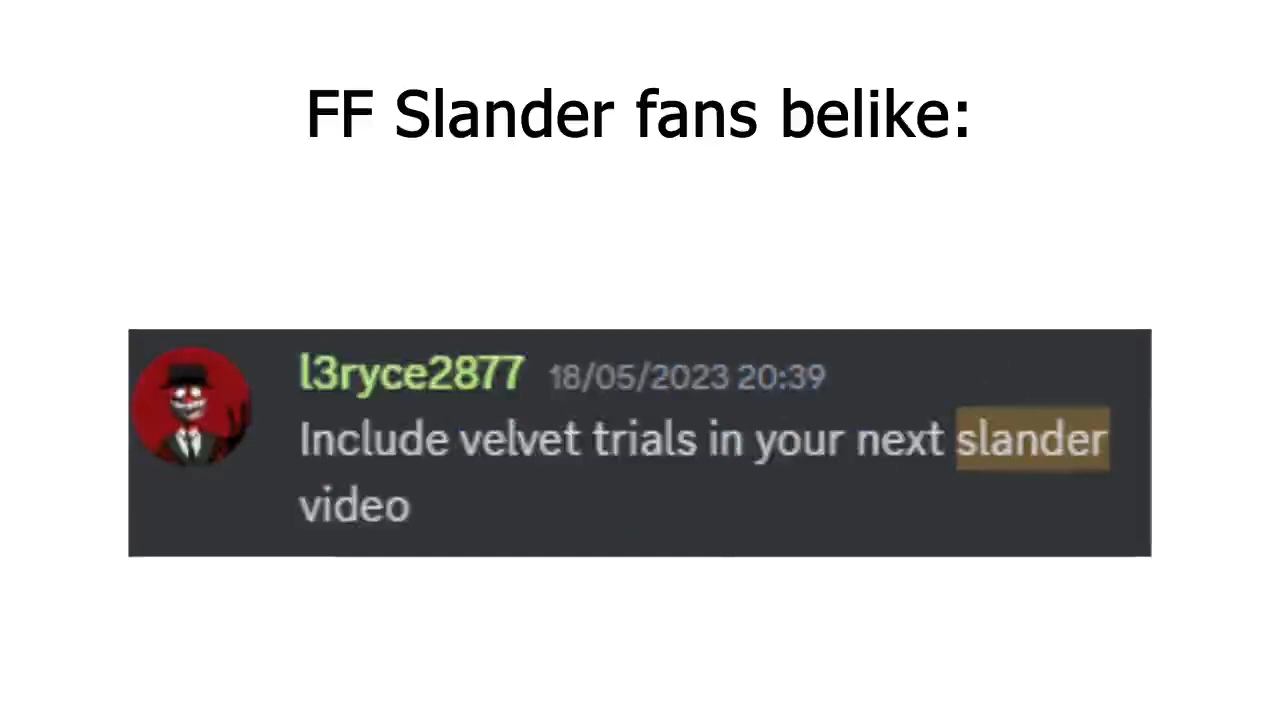 FF Slander fans belike:
l3ryce2877 18/05/2023 20:39
Include velvet trials in your next slander
video